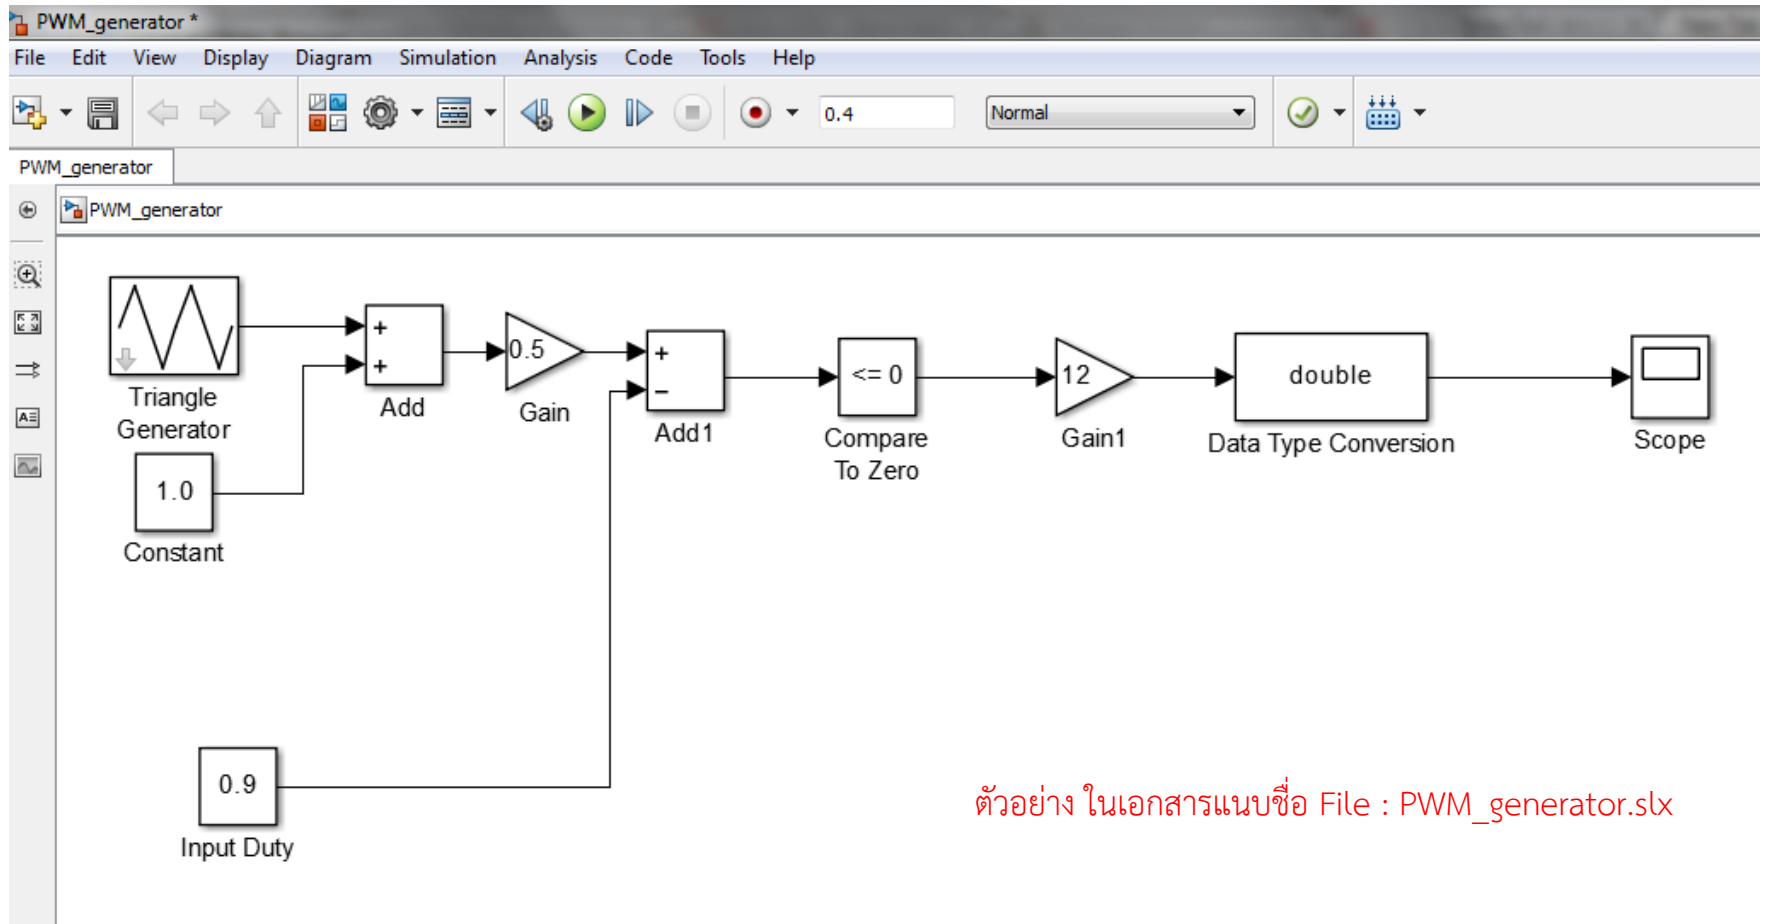 PWM_generator *
File Edit View Display Diagram Simulation Analysis Code Tools Help
0.4 Normal
PWM_generator
PWM_generator
Triangle
Generator
+
+
Add
0.5
Gain
+
−
Add1
<= 0
Compare
To Zero
12
Gain1
double
Data Type Conversion
Scope
1.0
Constant
0.9
Input Duty
ตัวอย่าง ในเอกสารแนบชื่อ File : PWM_generator.slx